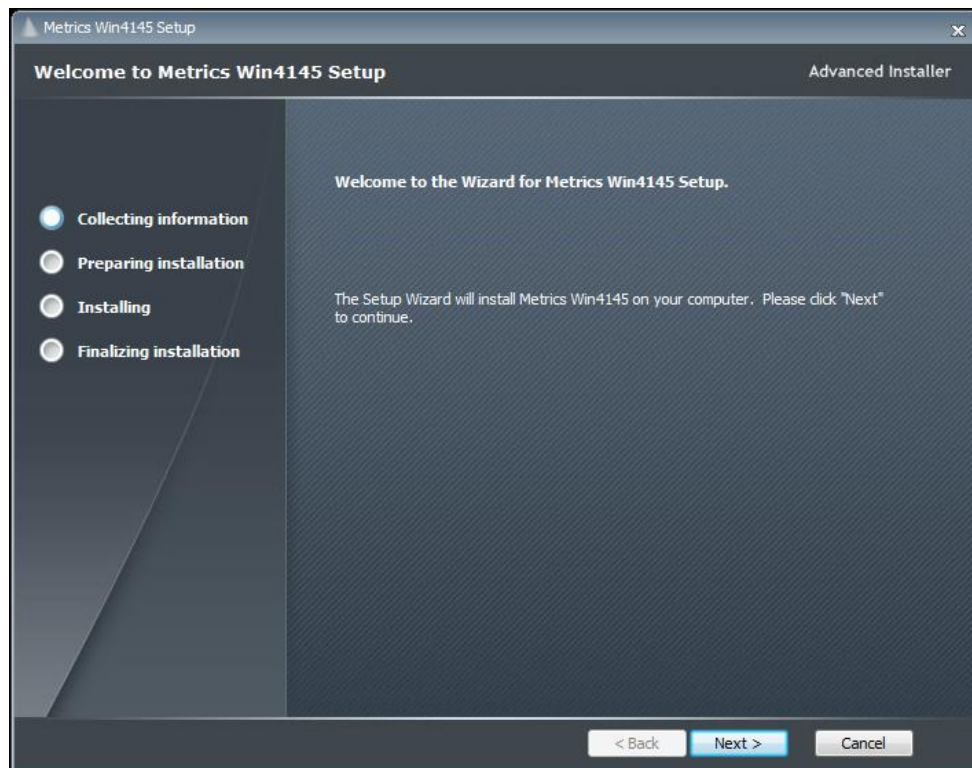 Metrics Win4145 Setup
Welcome to Metrics Win4145 Setup
Advanced Installer
Welcome to the Wizard for Metrics Win4145 Setup.
Collecting information
Preparing installation
Installing
Finalizing installation
The Setup Wizard will install Metrics Win4145 on your computer.  Please click "Next"
to continue.
< Back
Next >
Cancel